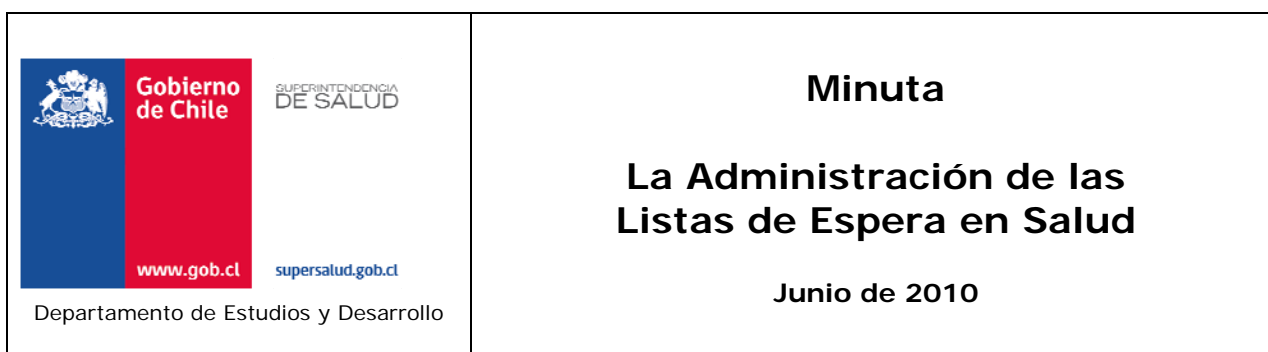 Gobierno
de Chile
SUPERINTENDENCIA
DE SALUD
www.gob.cl
supersalud.gob.cl
Departamento de Estudios y Desarrollo
Minuta
La Administración de las
Listas de Espera en Salud
Junio de 2010